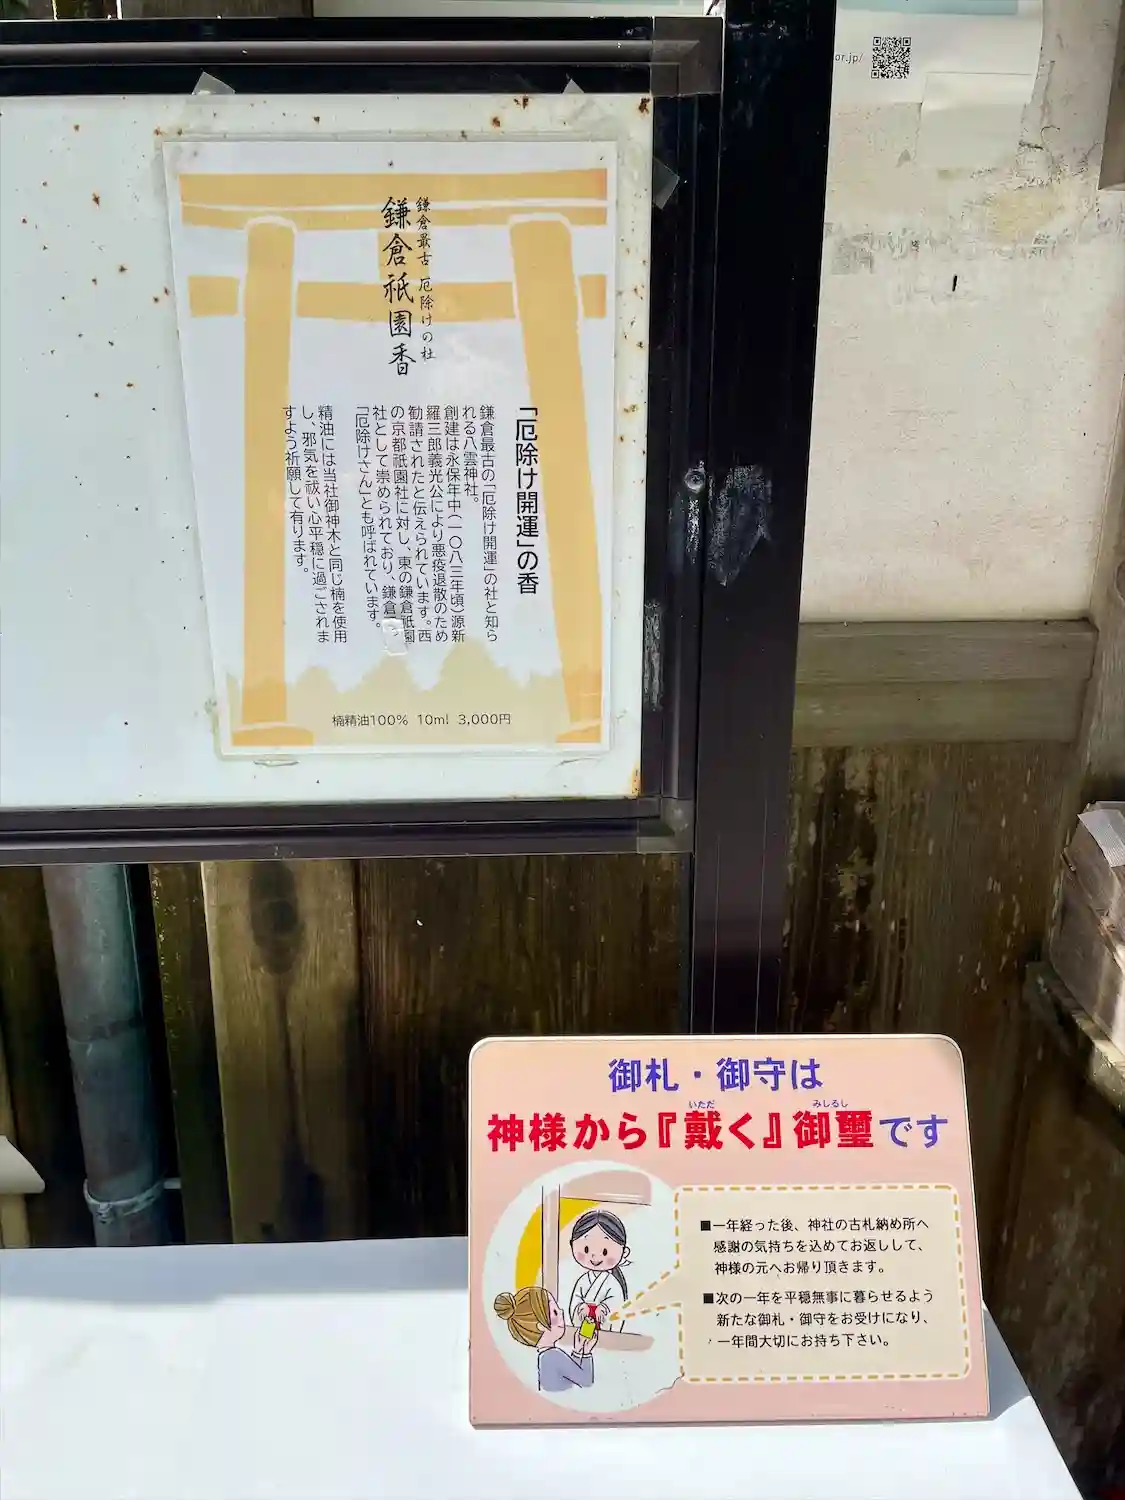 or.jp/
鎌倉最古 厄除けの社
鎌倉祇園香
「厄除け開運」の香
鎌倉最古の「厄除け開運」の社と知ら
れる八雲神社。
創建は永保年中(一〇八三年頃)源新
羅三郎義光公により悪疫退散のため
勧請されたと伝えられています。西
の京都祇園社に対し、東の鎌倉祇園
社として崇められており、鎌倉
「厄除けさん」とも呼ばれています。
精油には当社御神木と同じ楠を使用
し、邪気を祓い心平穏に過ごされま
すよう祈願して有ります。
楠精油100% 10ml 3,000円
御札・御守は
神様から『戴く』御璽です
いただ
みしるし
■一年経った後、神社の古札納め所へ
感謝の気持ちを込めてお返しして、
神様の元へお帰り頂きます。
■次の一年を平穏無事に暮らせるよう
新たな御札・御守をお受けになり、
一年間大切にお持ち下さい。